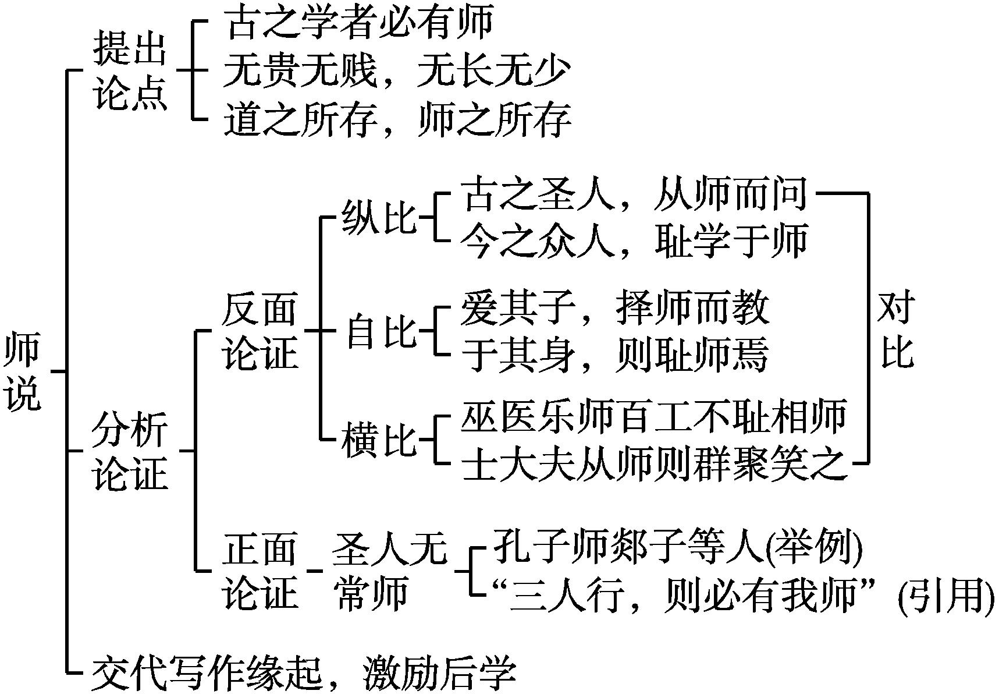 师
说
提出
论点
古之学者必有师
无贵无贱，无长无少
道之所存，师之所存
分析
论证
反面
论证
纵比
古之圣人，从师而问
今之众人，耻学于师
自比
爱其子，择师而教
于其身，则耻师焉
横比
巫医乐师百工不耻相师
士大夫从师则群聚笑之
对
比
正面
论证
圣人无
常师
孔子师郯子等人(举例)
“三人行，则必有我师” (引用)
交代写作缘起，激励后学